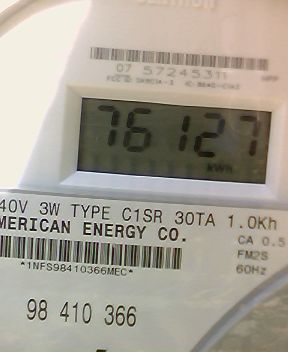 07 57245311
76127
kWh
40V 3W TYPE C1SR 30TA 1.0Kh
MERICAN ENERGY CO.
CA 0.5
*1NFS98410366MEC*
FM2S
60Hz
98 410 366